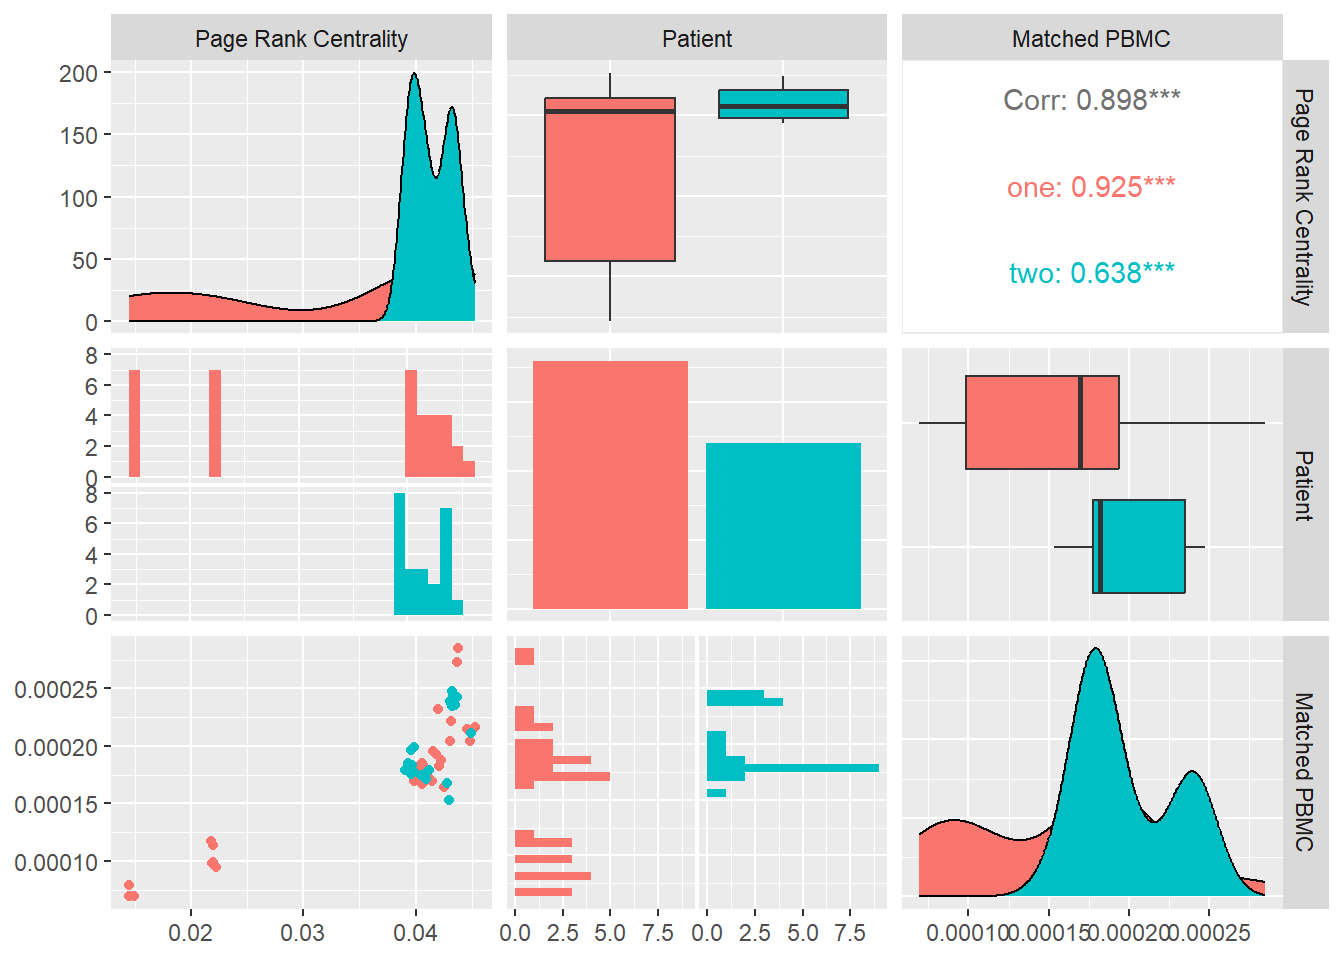 Page Rank Centrality
Patient
Matched PBMC
200
150
100
50
0
Corr: 0.898***
one: 0.925***
two: 0.638***
Page Rank Centrality
8
6
4
2
0
8
6
4
2
0
Patient
0.00025
0.00020
0.00015
0.00010
Matched PBMC
0.02 0.03 0.04
0.0 2.5 5.0 7.5 0.0 2.5 5.0 7.5
0.00010 0.00015 0.00020 0.00025